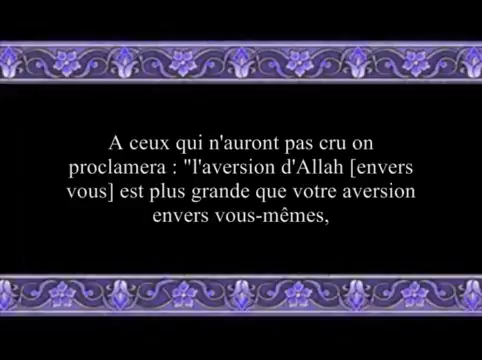 A ceux qui n'auront pas cru on
proclamera : "l'aversion d'Allah [envers
vous] est plus grande que votre aversion
envers vous-mêmes,